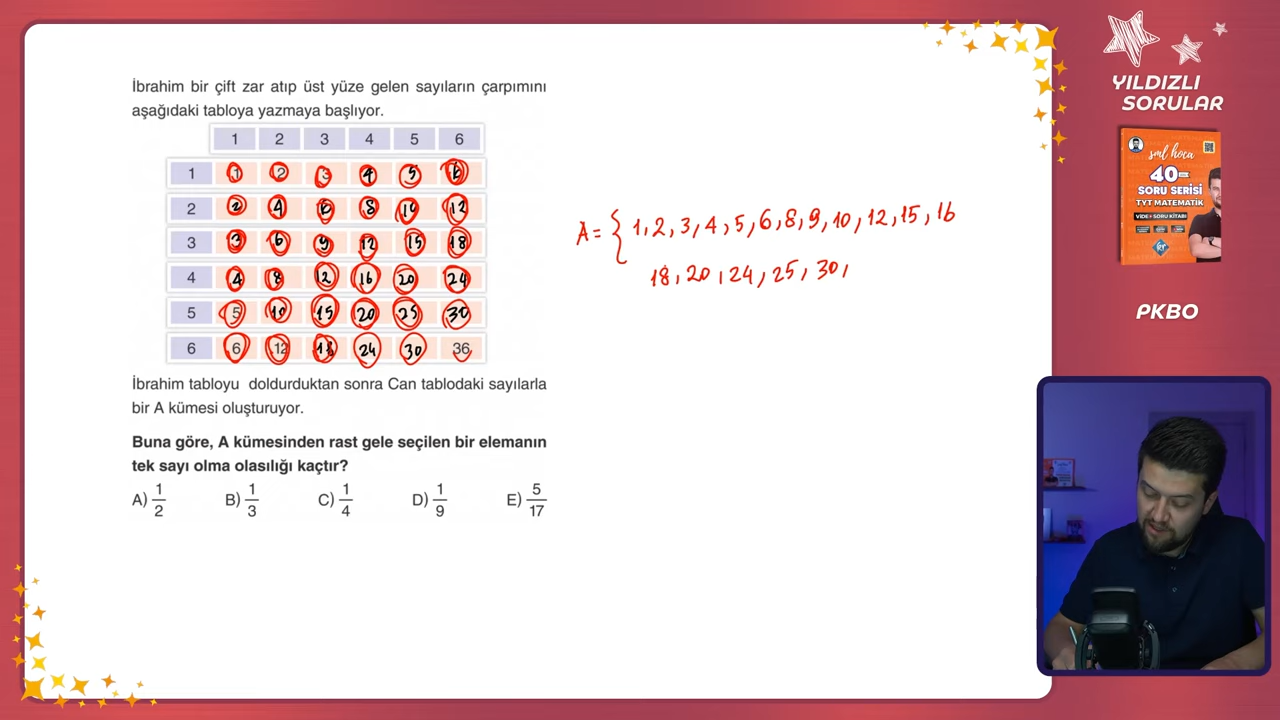 İbrahim bir çift zar atıp üst yüze gelen sayıların çarpımını
aşağıdaki tabloya yazmaya başlıyor.
1 2 3 4 5 6
1 1 2 3 4 5 6
2 2 4 6 8 10 12
3 3 6 9 12 15 18
4 4 8 12 16 20 24
5 5 10 15 20 25 30
6 6 12 18 24 30 36
İbrahim tabloyu doldurduktan sonra Can tablodaki sayılarla
bir A kümesi oluşturuyor.
Buna göre, A kümesinden rast gele seçilen bir elemanın
tek sayı olma olasılığı kaçtır?
A) 1/2 B) 1/3 C) 1/4 D) 1/9 E) 5/17
A = { 1, 2, 3, 4, 5, 6, 8, 9, 10, 12, 15, 16
18, 20, 24, 25, 30,
YILDIZLI
SORULAR
sml hoca
40
SORU SERİSİ
TYT MATEMATİK
VİDEO SORU KİTABI
PKBO